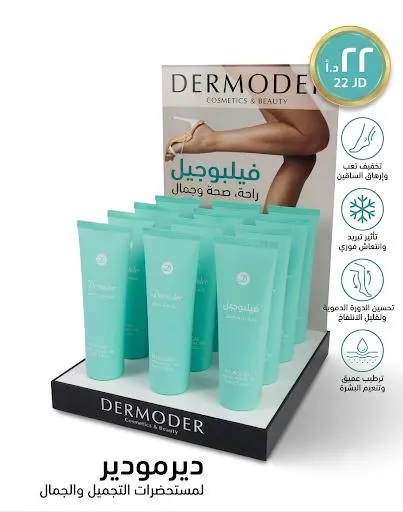 ٢٢ د.أ
22 JD
DERMODER
COSMETICS & BEAUTY
فيلبوجيل
راحة، صحة وجمال
تخفيف تعب
وإرهاق الساقين
تأثير تبريد
وانتعاش فوري
تحسين الدورة الدموية
وتقليل الانتفاخ
ترطيب عميق
وتنعيم البشرة
Dermoder
Dermoder
فيلبوجيل
DERMODER
Cosmetics & Beauty
ديرمودير
لمستحضرات التجميل والجمال